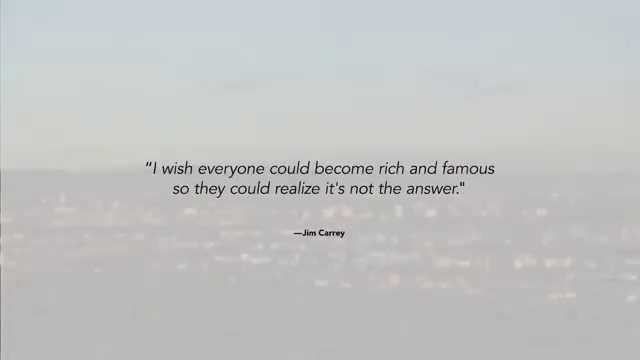 “I wish everyone could become rich and famous
so they could realize it's not the answer."
—Jim Carrey